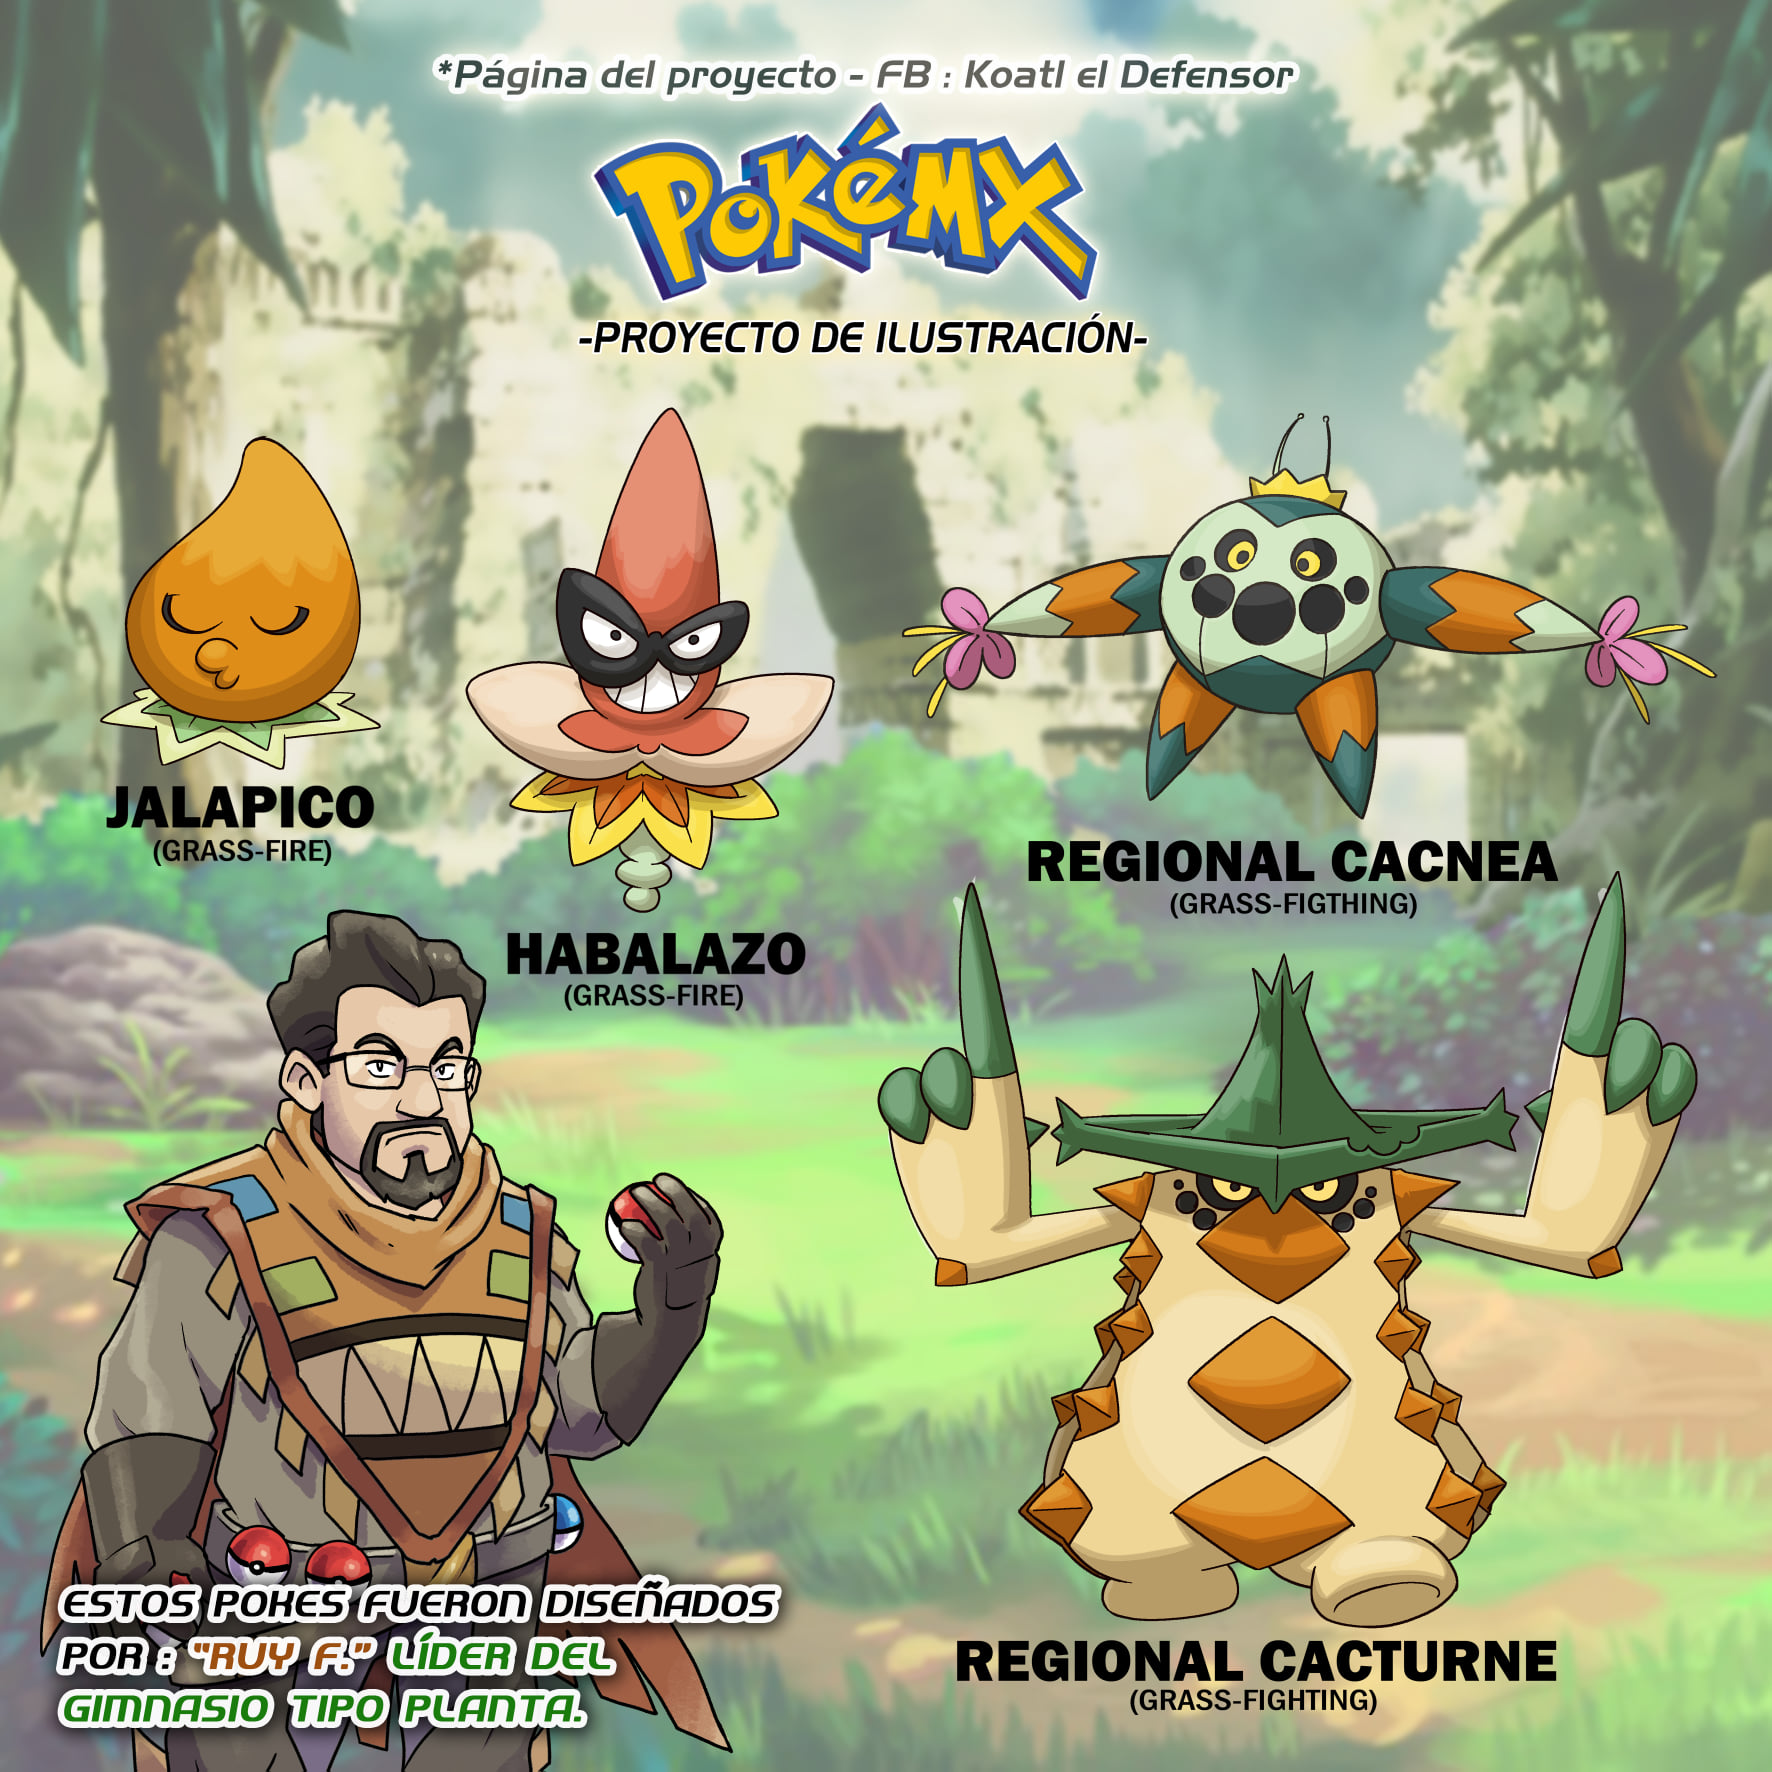 *Página del proyecto - FB : Koatl el Defensor
POKéMX
-PROYECTO DE ILUSTRACIÓN-
JALAPICO
(GRASS-FIRE)
HABALAZO
(GRASS-FIRE)
REGIONAL CACNEA
(GRASS-FIGTHING)
REGIONAL CACTURNE
(GRASS-FIGHTING)
ESTOS POKES FUERON DISEÑADOS
POR : "RUY F." LÍDER DEL
GIMNASIO TIPO PLANTA.